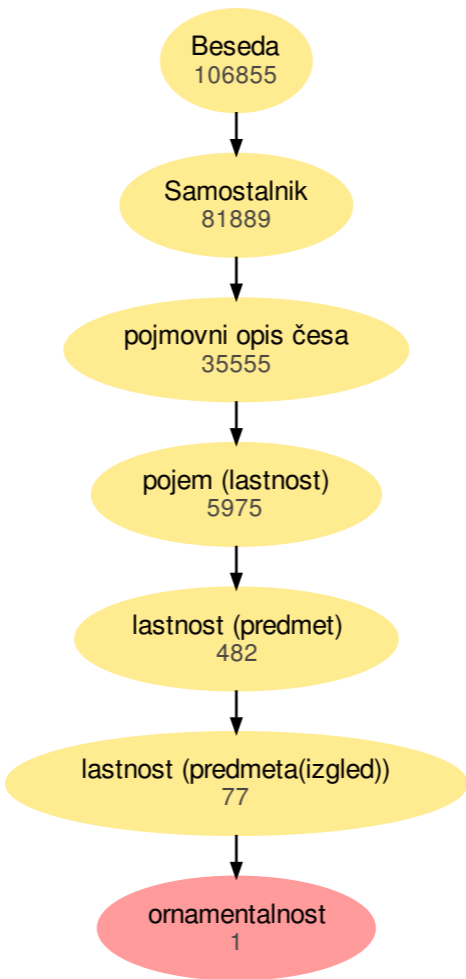 Beseda
106855
Samostalnik
81889
pojmovni opis česa
35555
pojem (lastnost)
5975
lastnost (predmet)
482
lastnost (predmeta(izgled))
77
ornamentalnost
1